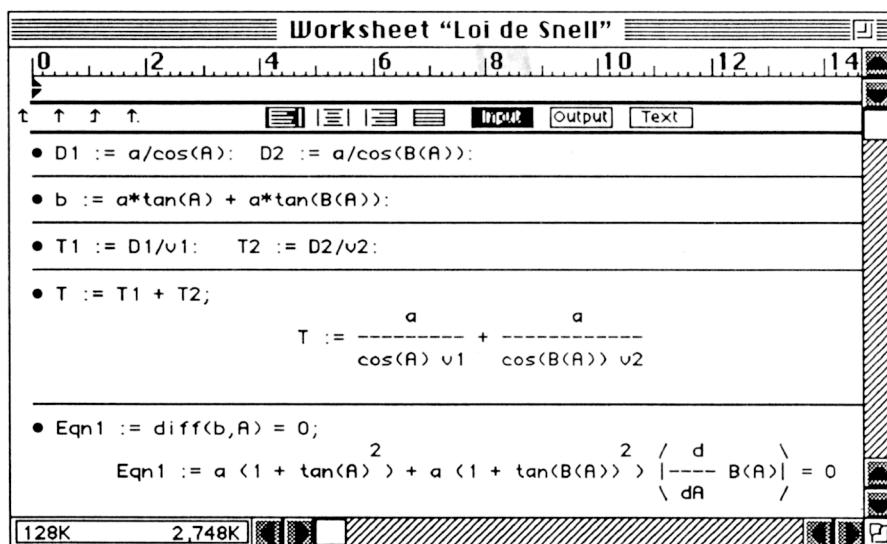 Worksheet “Loi de Snell”
0 2 4 6 8 10 12 14
Input Output Text
• D1 := a/cos(A): D2 := a/cos(B(A)):
• b := a*tan(A) + a*tan(B(A)):
• T1 := D1/v1: T2 := D2/v2:
• T := T1 + T2;
a a
T := --------- + ------------
cos(A) v1 cos(B(A)) v2
• Eqn1 := diff(b,A) = 0;
2 2 / d \
Eqn1 := a (1 + tan(A) ) + a (1 + tan(B(A)) ) |---- B(A)| = 0
\ dA /
128K 2,748K